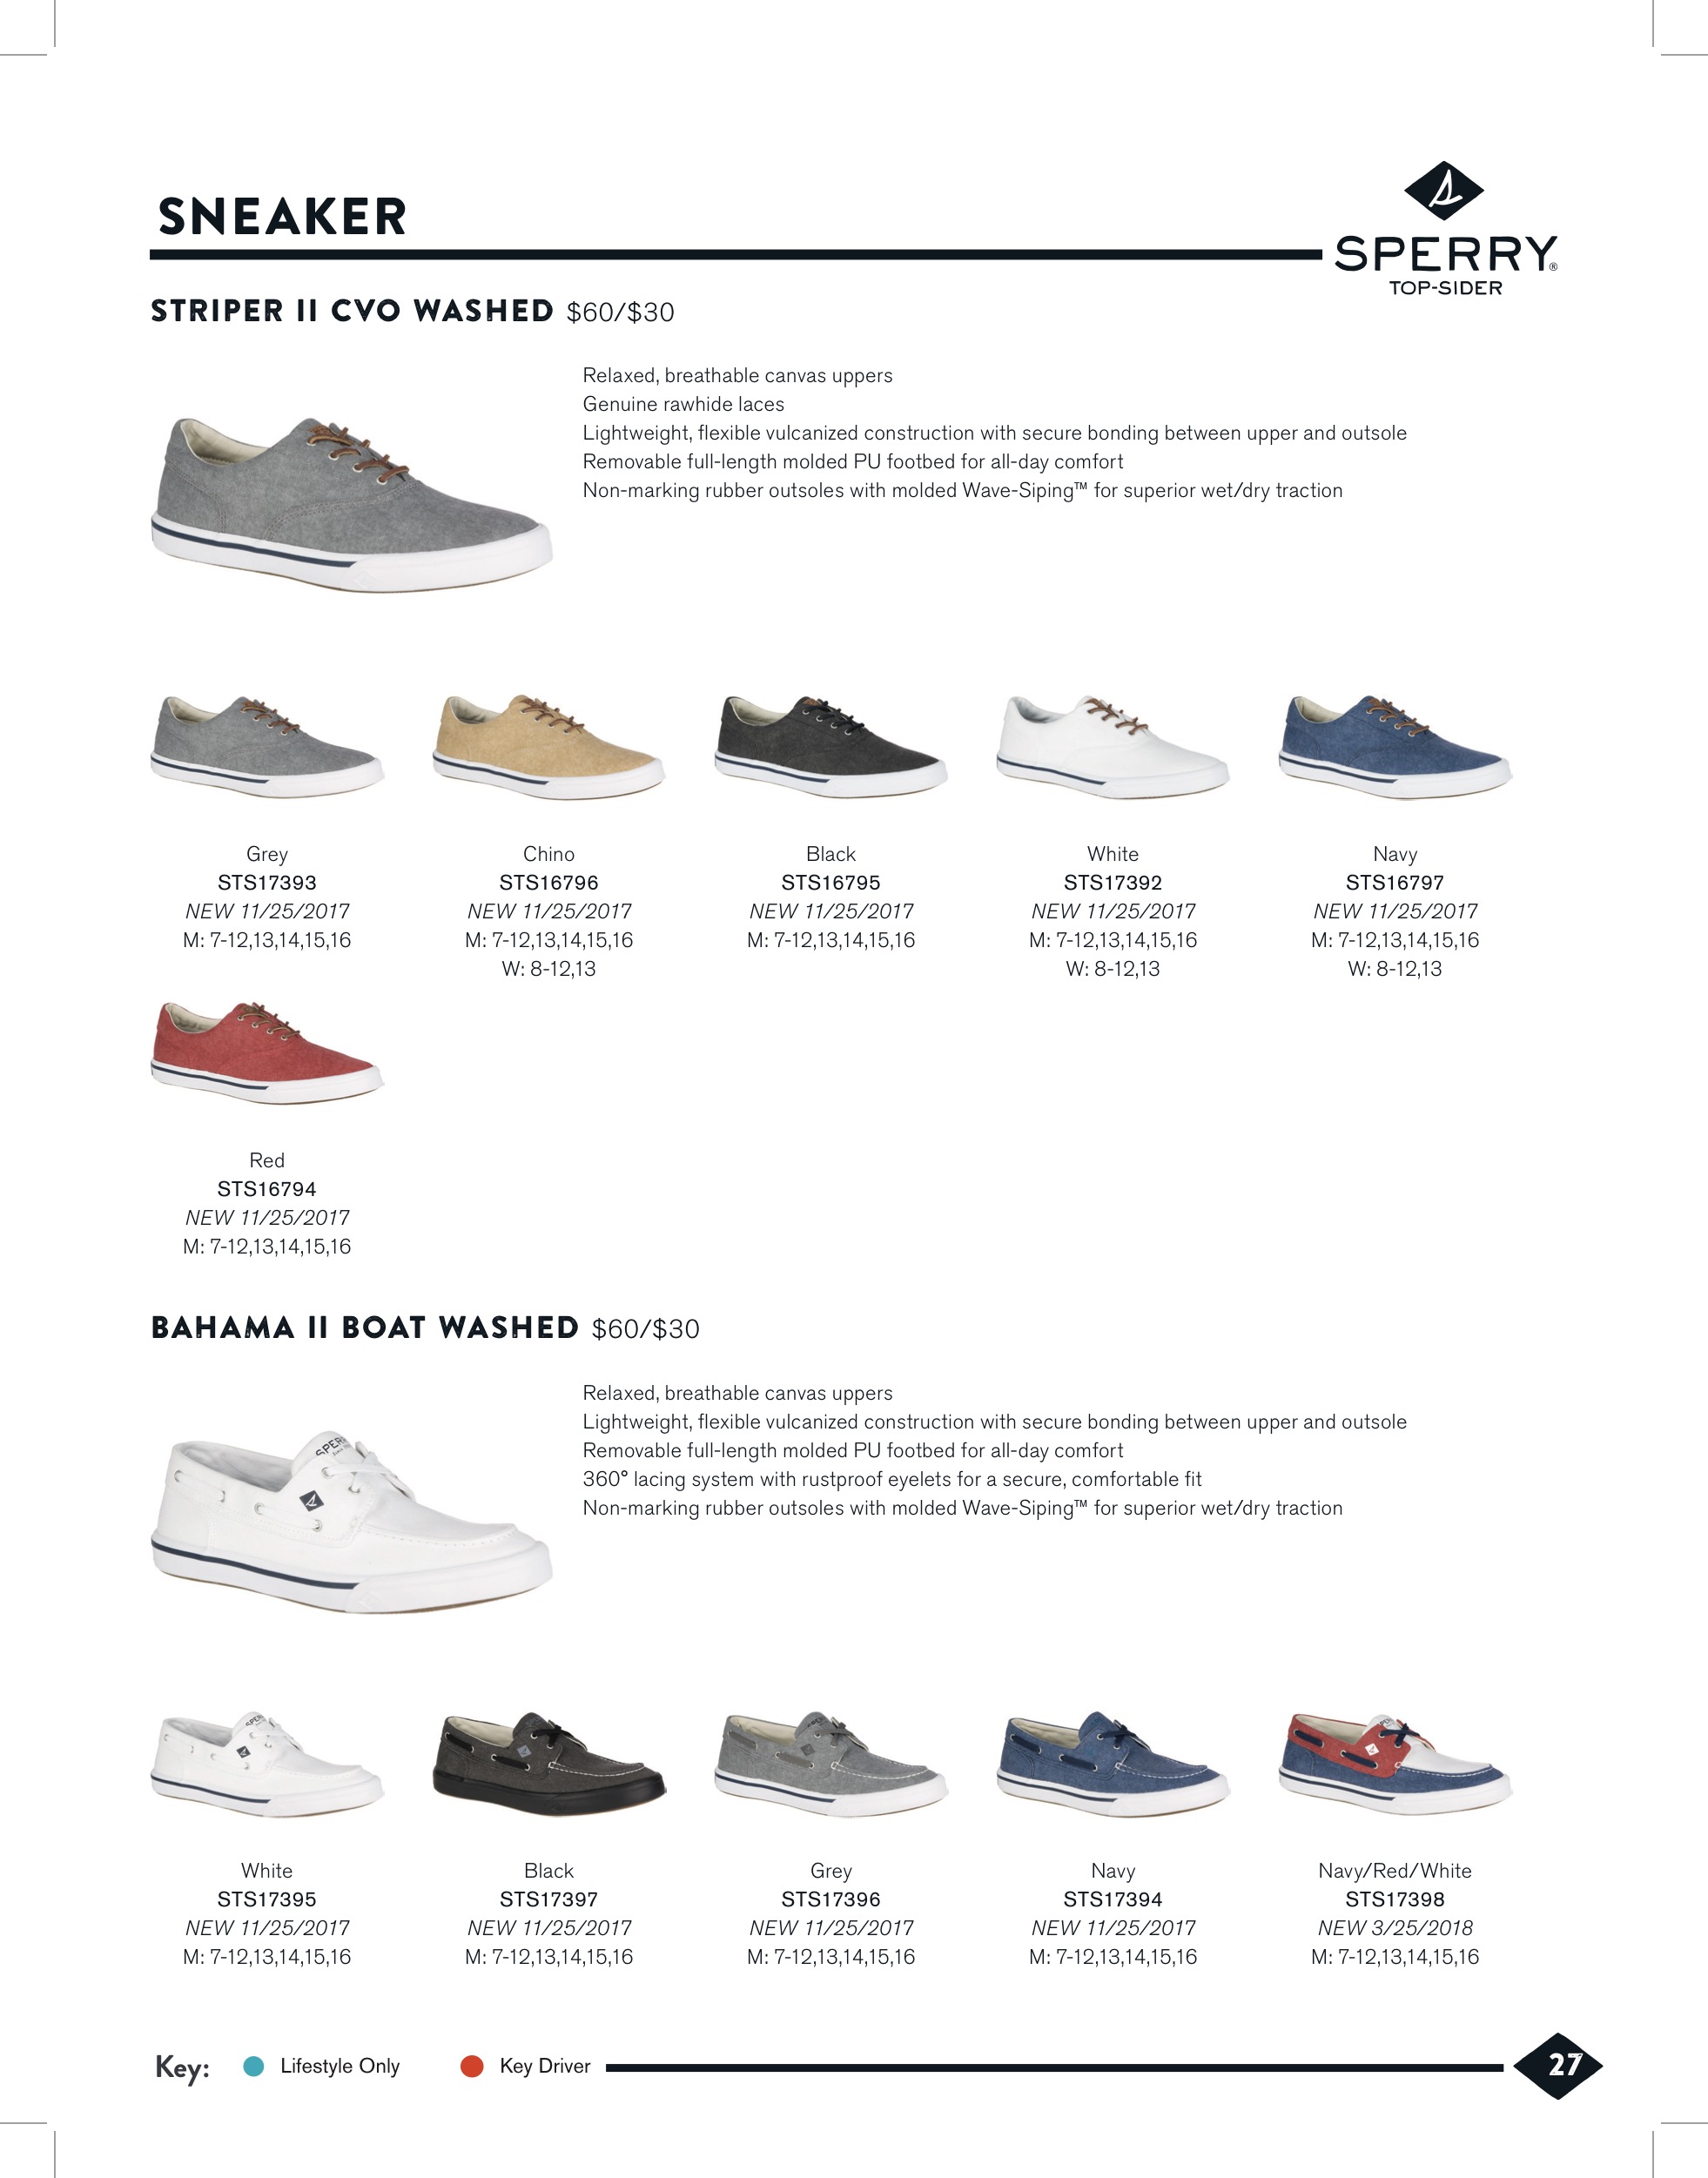 SNEAKER
SPERRY®
TOP-SIDER
STRIPER II CVO WASHED $60/$30
Relaxed, breathable canvas uppers
Genuine rawhide laces
Lightweight, flexible vulcanized construction with secure bonding between upper and outsole
Removable full-length molded PU footbed for all-day comfort
Non-marking rubber outsoles with molded Wave-Siping™ for superior wet/dry traction
Grey
STS17393
NEW 11/25/2017
M: 7-12,13,14,15,16
Chino
STS16796
NEW 11/25/2017
M: 7-12,13,14,15,16
W: 8-12,13
Black
STS16795
NEW 11/25/2017
M: 7-12,13,14,15,16
White
STS17392
NEW 11/25/2017
M: 7-12,13,14,15,16
W: 8-12,13
Navy
STS16797
NEW 11/25/2017
M: 7-12,13,14,15,16
W: 8-12,13
Red
STS16794
NEW 11/25/2017
M: 7-12,13,14,15,16
BAHAMA II BOAT WASHED $60/$30
Relaxed, breathable canvas uppers
Lightweight, flexible vulcanized construction with secure bonding between upper and outsole
Removable full-length molded PU footbed for all-day comfort
360° lacing system with rustproof eyelets for a secure, comfortable fit
Non-marking rubber outsoles with molded Wave-Siping™ for superior wet/dry traction
White
STS17395
NEW 11/25/2017
M: 7-12,13,14,15,16
Black
STS17397
NEW 11/25/2017
M: 7-12,13,14,15,16
Grey
STS17396
NEW 11/25/2017
M: 7-12,13,14,15,16
Navy
STS17394
NEW 11/25/2017
M: 7-12,13,14,15,16
Navy/Red/White
STS17398
NEW 3/25/2018
M: 7-12,13,14,15,16
Key: Lifestyle Only Key Driver
27